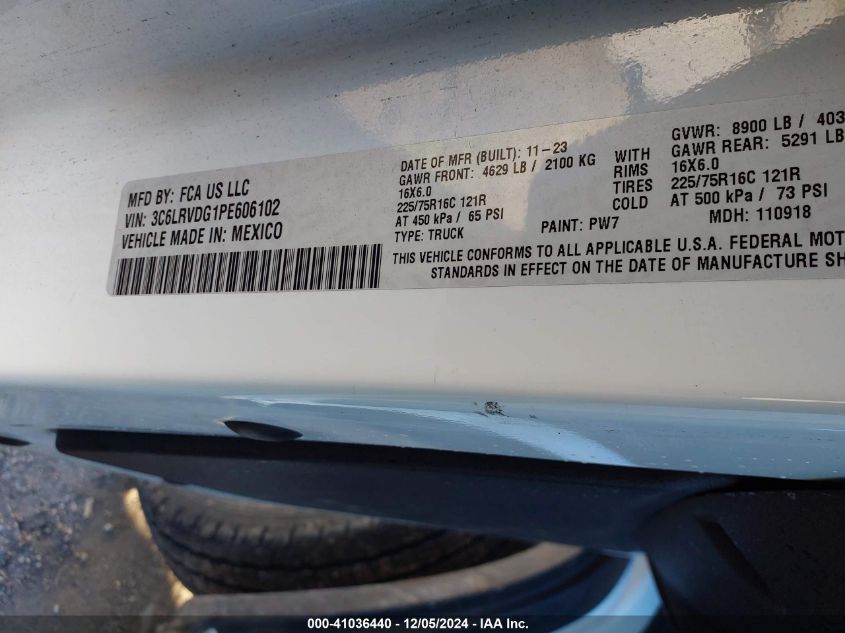 MFD BY: FCA US LLC
VIN: 3C6LRVDG1PE606102
VEHICLE MADE IN: MEXICO
DATE OF MFR (BUILT): 11-23
GAWR FRONT: 4629 LB / 2100 KG
16X6.0
225/75R16C 121R
AT 450 kPa / 65 PSI
TYPE: TRUCK
WITH
RIMS
TIRES
COLD
GVWR: 8900 LB / 403
GAWR REAR: 5291 LB
16X6.0
225/75R16C 121R
AT 500 kPa / 73 PSI
PAINT: PW7
MDH: 110918
THIS VEHICLE CONFORMS TO ALL APPLICABLE U.S.A. FEDERAL MOT
STANDARDS IN EFFECT ON THE DATE OF MANUFACTURE SH
000-41036440 - 12/05/2024 - IAA Inc.